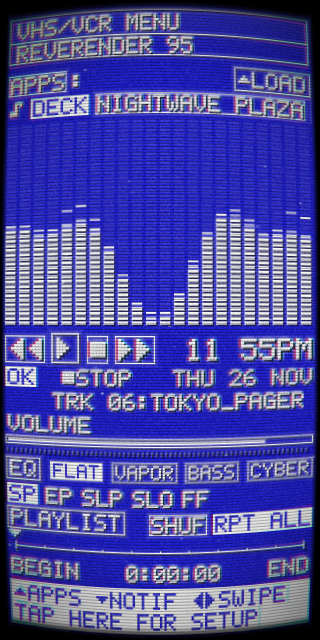 VHS/VCR MENU
REVERENDER 95
APPS: LOAD
DECK NIGHTWAVE PLAZA
11 55PM
OK STOP THU 26 NOV
TRK 06:TOKYO_PAGER
VOLUME
EQ FLAT VAPOR BASS CYBER
SP EP SLP SLO FF
PLAYLIST SHUF RPT ALL
BEGIN 0:00:00 END
APPS NOTIF SWIPE
TAP HERE FOR SETUP